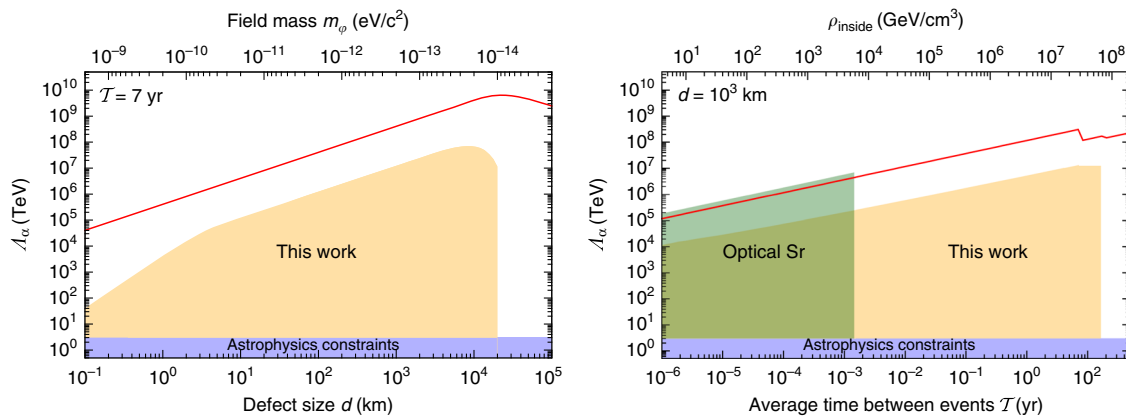 Field mass m_φ (eV/c²)
10⁻⁹ 10⁻¹⁰ 10⁻¹¹ 10⁻¹² 10⁻¹³ 10⁻¹⁴
𝒯 = 7 yr
Λ_α (TeV)
10¹⁰
10⁹
10⁸
10⁷
10⁶
10⁵
10⁴
10³
10²
10¹
10⁰
This work
Astrophysics constraints
10⁻¹ 10⁰ 10¹ 10² 10³ 10⁴ 10⁵
Defect size d (km)
ρ_inside (GeV/cm³)
10¹ 10² 10³ 10⁴ 10⁵ 10⁶ 10⁷ 10⁸
d = 10³ km
Λ_α (TeV)
10¹⁰
10⁹
10⁸
10⁷
10⁶
10⁵
10⁴
10³
10²
10¹
10⁰
Optical Sr This work
Astrophysics constraints
10⁻⁶ 10⁻⁵ 10⁻⁴ 10⁻³ 10⁻² 10⁻¹ 10⁰ 10¹ 10²
Average time between events 𝒯 (yr)